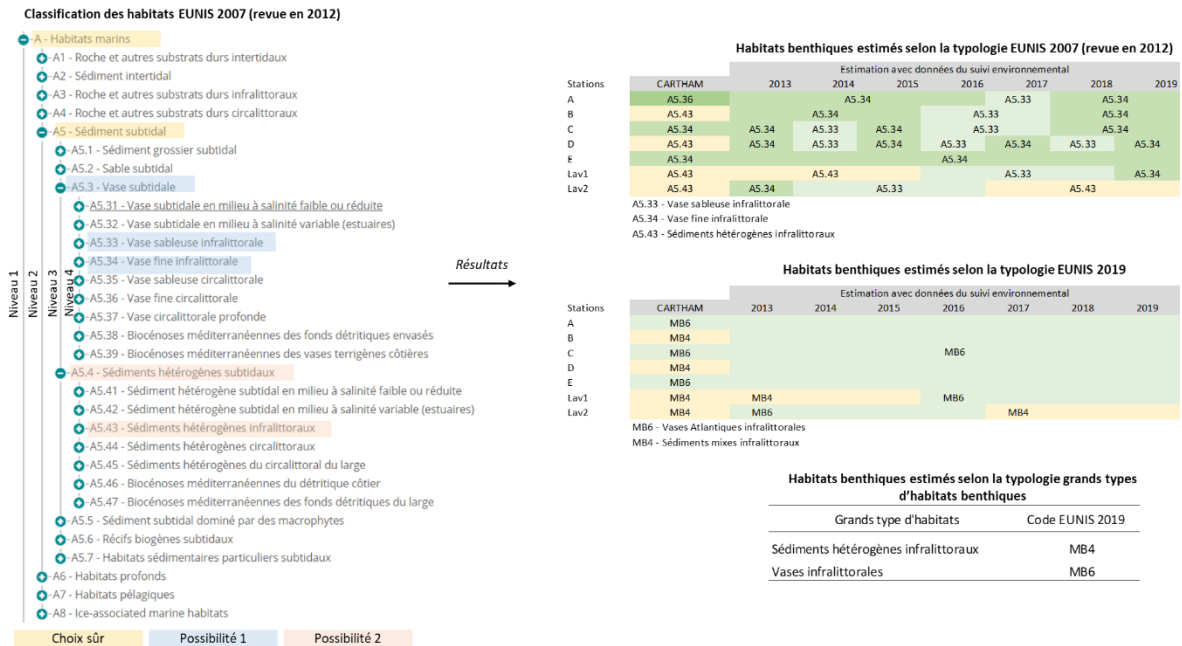 Classification des habitats EUNIS 2007 (revue en 2012)
A - Habitats marins
A1 - Roche et autres substrats durs intertidaux
A2 - Sédiment intertidal
A3 - Roche et autres substrats durs infralittoraux
A4 - Roche et autres substrats durs circalittoraux
A5 - Sédiment subtidal
A5.1 - Sédiment grossier subtidal
A5.2 - Sable subtidal
A5.3 - Vase subtidale
A5.31 - Vase subtidale en milieu à salinité faible ou réduite
A5.32 - Vase subtidale en milieu à salinité variable (estuaires)
A5.33 - Vase sableuse infralittorale
A5.34 - Vase fine infralittorale
A5.35 - Vase sableuse circalittorale
A5.36 - Vase fine circalittorale
A5.37 - Vase circalittorale profonde
A5.38 - Biocénoses méditerranéennes des fonds détritiques envasés
A5.39 - Biocénoses méditerranéennes des vases terrigènes côtières
A5.4 - Sédiments hétérogènes subtidaux
A5.41 - Sédiment hétérogène subtidal en milieu à salinité faible ou réduite
A5.42 - Sédiment hétérogène subtidal en milieu à salinité variable (estuaires)
A5.43 - Sédiments hétérogènes infralittoraux
A5.44 - Sédiments hétérogènes circalittoraux
A5.45 - Sédiments hétérogènes du circalittoral du large
A5.46 - Biocénoses méditerranéennes du détritique côtier
A5.47 - Biocénoses méditerranéennes des fonds détritiques du large
A5.5 - Sédiment subtidal dominé par des macrophytes
A5.6 - Récifs biogènes subtidaux
A5.7 - Habitats sédimentaires particuliers subtidaux
A6 - Habitats profonds
A7 - Habitats pélagiques
A8 - Ice-associated marine habitats
Niveau 1
Niveau 2
Niveau 3
Niveau 4
Choix sûr Possibilité 1 Possibilité 2
Résultats
Habitats benthiques estimés selon la typologie EUNIS 2007 (revue en 2012)
Estimation avec données du suivi environmental
Stations CARTHAM 2013 2014 2015 2016 2017 2018 2019
A A5.36 A5.34 A5.33 A5.34
B A5.43 A5.34 A5.33 A5.34
C A5.34 A5.34 A5.33 A5.34 A5.33 A5.34
D A5.43 A5.34 A5.33 A5.34 A5.33 A5.34 A5.33 A5.34
E A5.34 A5.34
Lav1 A5.43 A5.43 A5.33 A5.34
Lav2 A5.43 A5.34 A5.33 A5.43
A5.33 - Vase sableuse infralittorale
A5.34 - Vase fine infralittorale
A5.43 - Sédiments hétérogènes infralittoraux
Habitats benthiques estimés selon la typologie EUNIS 2019
Estimation avec données du suivi environmental
Stations CARTHAM 2013 2014 2015 2016 2017 2018 2019
A MB6
B MB4
C MB6 MB6
D MB4
E MB6
Lav1 MB4 MB4 MB6
Lav2 MB4 MB6 MB4
MB6 - Vases Atlantiques infralittorales
MB4 - Sédiments mixes infralittoraux
Habitats benthiques estimés selon la typologie grands types
d'habitats benthiques
Grands type d'habitats Code EUNIS 2019
Sédiments hétérogènes infralittoraux MB4
Vases infralittorales MB6